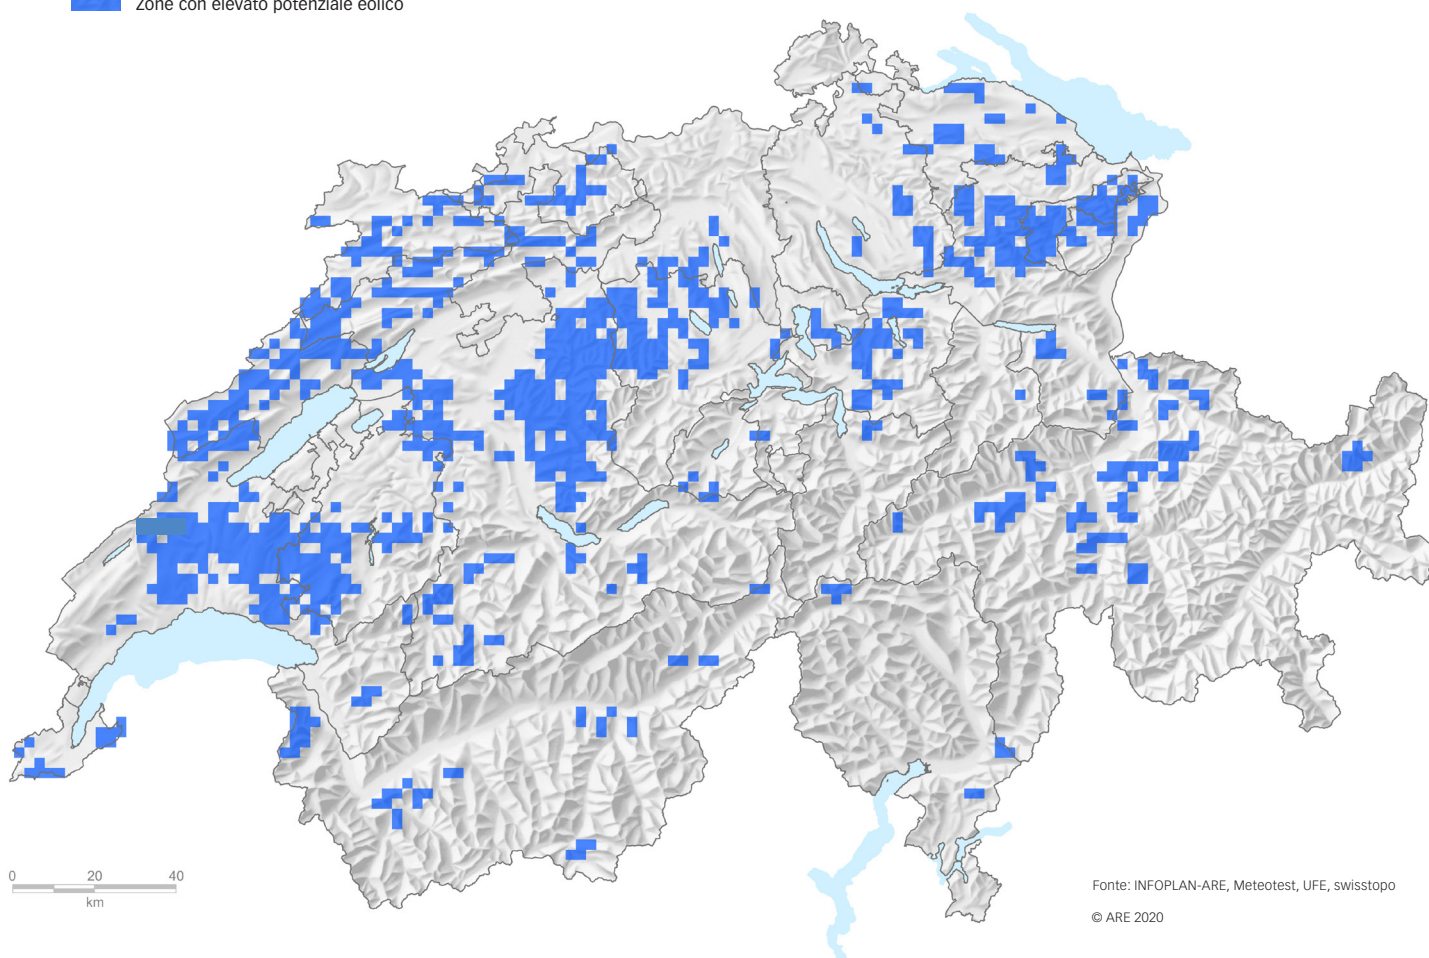 Zone con elevato potenziale eolico
0 20 40
km
Fonte: INFOPLAN-ARE, Meteotest, UFE, swisstopo
© ARE 2020